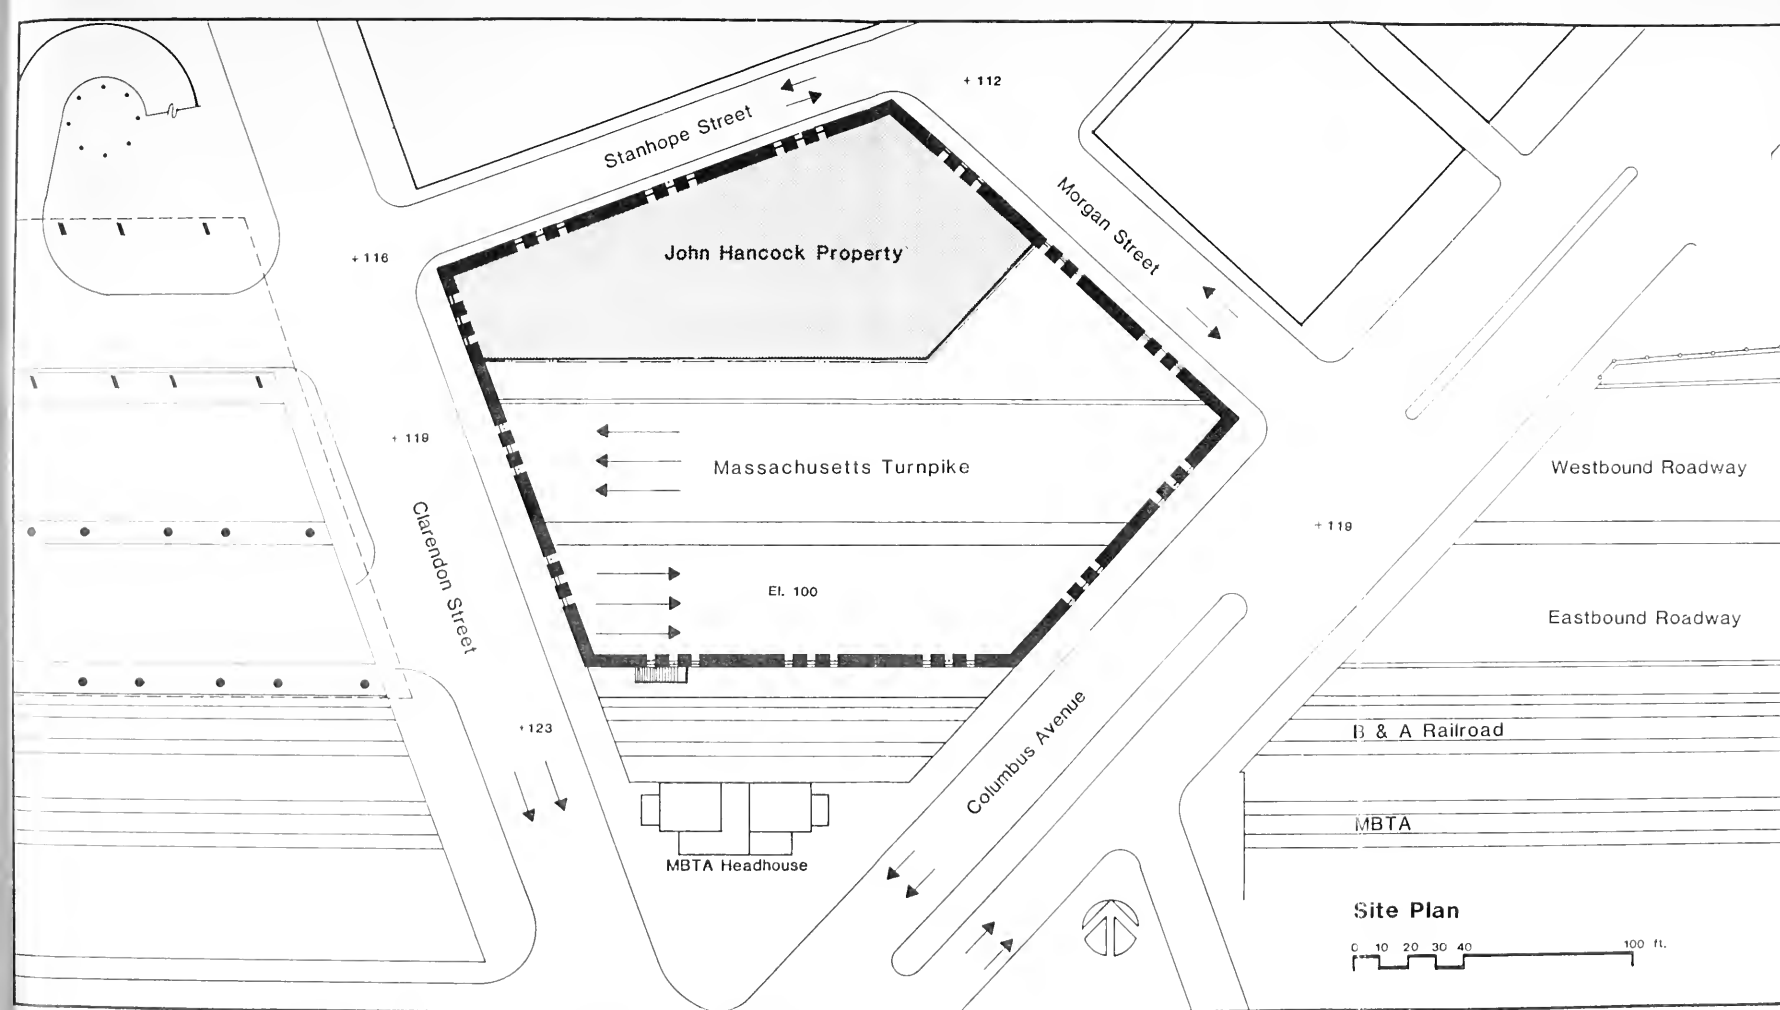 + 112
Stanhope Street
Morgan Street
John Hancock Property
+ 116
+ 119
Massachusetts Turnpike
Westbound Roadway
+ 119
Clarendon Street
El. 100
Eastbound Roadway
+ 123
Columbus Avenue
B & A Railroad
MBTA
MBTA Headhouse
Site Plan
0 10 20 30 40 100 ft.